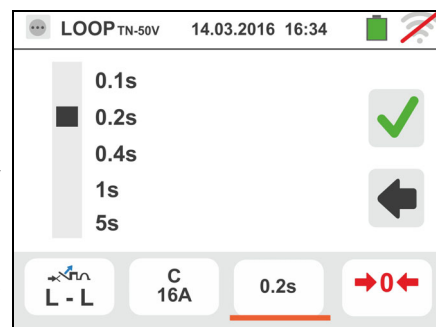 LOOP TN-50V 14.03.2016 16:34
0.1s
0.2s
0.4s
1s
5s
L - L
C
16A
0.2s
0